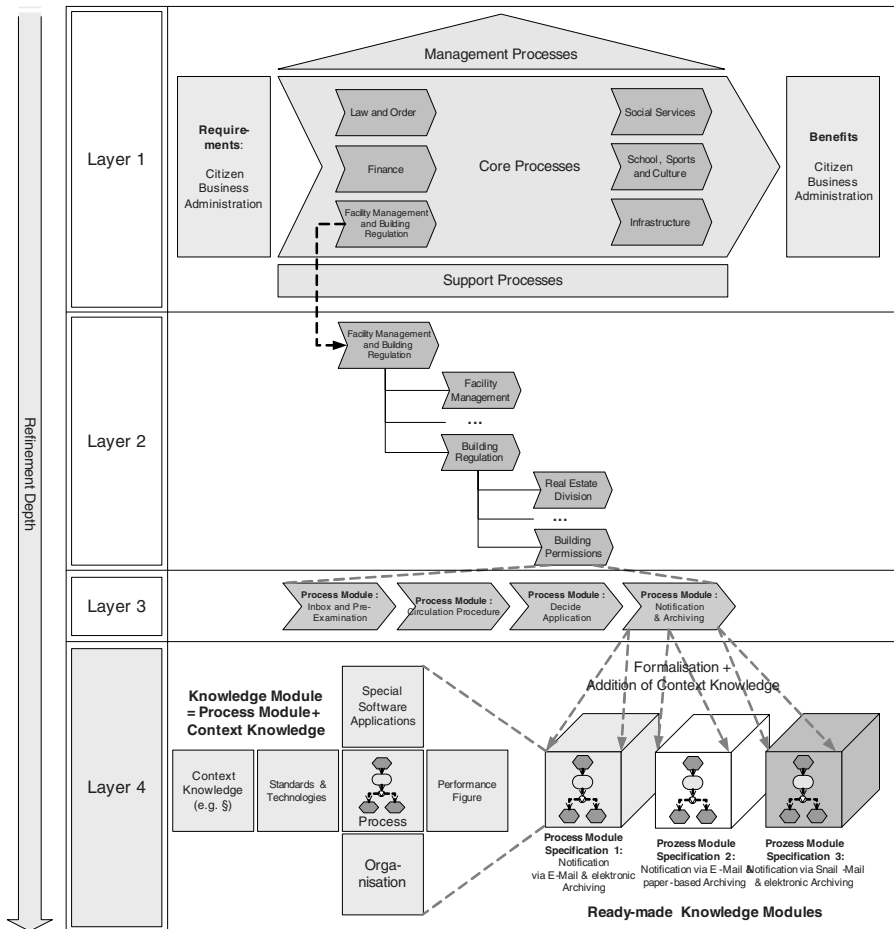 Refinement Depth
Layer 1
Management Processes
Require-
ments:
Citizen
Business
Administration
Law and Order
Finance
Facility Management
and Building
Regulation
Core Processes
Social Services
School, Sports
and Culture
Infrastructure
Benefits
Citizen
Business
Administration
Support Processes
Layer 2
Facility Management
and Building
Regulation
Facility
Management
...
Building
Regulation
Real Estate
Division
...
Building
Permissions
Layer 3
Process Module :
Inbox and Pre-
Examination
Process Module :
Circulation Procedure
Process Module :
Decide
Application
Process Module :
Notification
& Archiving
Layer 4
Knowledge Module
= Process Module +
Context Knowledge
Special
Software
Applications
Context
Knowledge
(e.g. §)
Standards &
Technologies
Process
Performance
Figure
Orga-
nisation
Formalisation +
Addition of Context Knowledge
Process Module
Specification 1:
Notification
via E-Mail & elektronic
Archiving
Prozess Module
Specification 2:
Notification via E-Mail &
paper-based Archiving
Prozess Module
Specification 3:
Notification via Snail-Mail
& elektronic Archiving
Ready-made Knowledge Modules